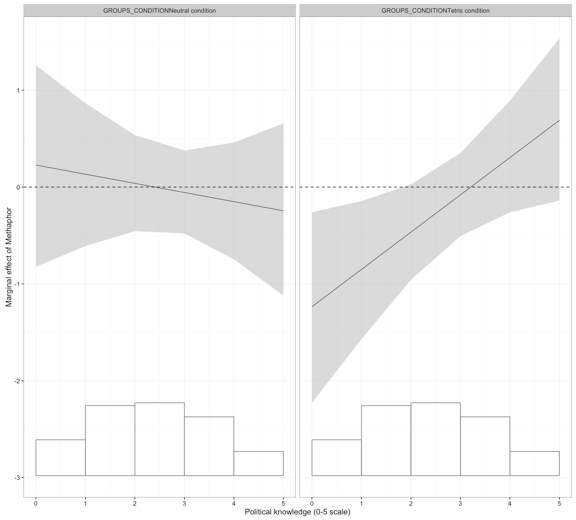 GROUPS_CONDITIONNeutral condition
GROUPS_CONDITIONTetris condition
Marginal effect of Methaphor
1
0
-1
-2
-3
0 1 2 3 4 5
0 1 2 3 4 5
Political knowledge (0-5 scale)